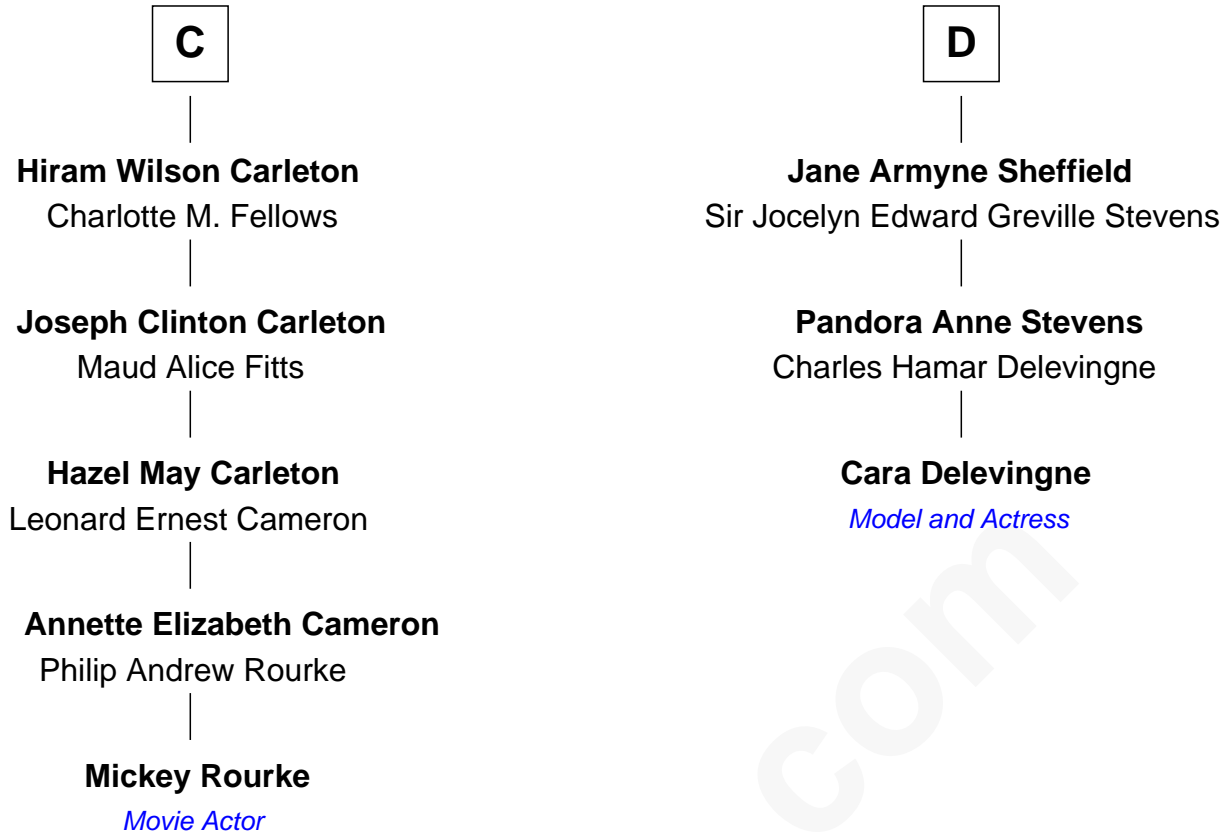 C
Hiram Wilson Carleton
Charlotte M. Fellows
Joseph Clinton Carleton
Maud Alice Fitts
Hazel May Carleton
Leonard Ernest Cameron
Annette Elizabeth Cameron
Philip Andrew Rourke
Mickey Rourke
Movie Actor
D
Jane Armyne Sheffield
Sir Jocelyn Edward Greville Stevens
Pandora Anne Stevens
Charles Hamar Delevingne
Cara Delevingne
Model and Actress
com